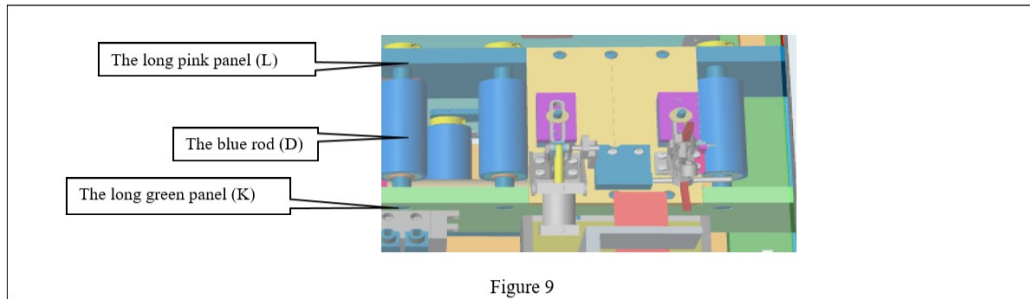 The long pink panel (L)
The blue rod (D)
The long green panel (K)
Figure 9